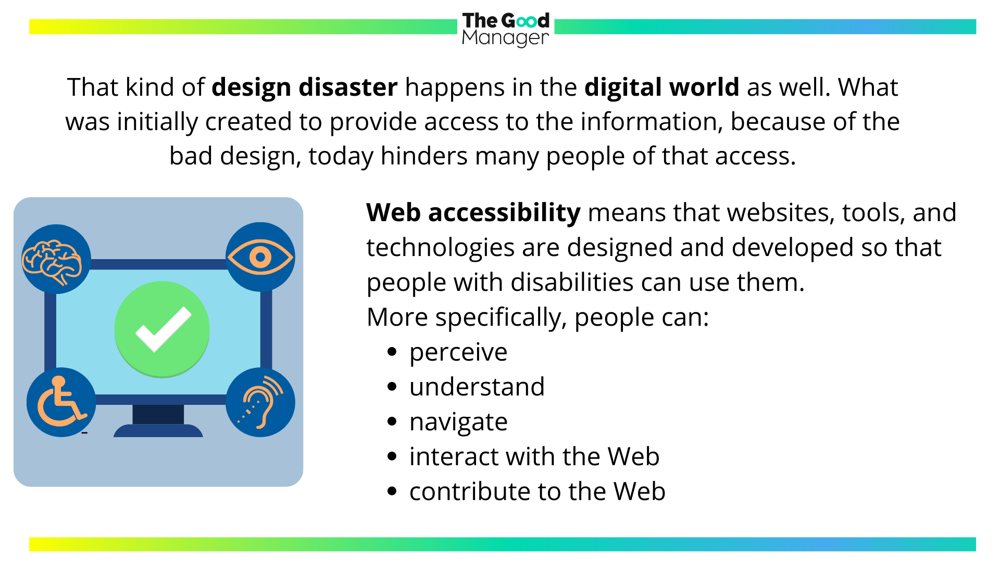 The Good
Manager
That kind of design disaster happens in the digital world as well. What
was initially created to provide access to the information, because of the
bad design, today hinders many people of that access.
Web accessibility means that websites, tools, and
technologies are designed and developed so that
people with disabilities can use them.
More specifically, people can:
• perceive
• understand
• navigate
• interact with the Web
• contribute to the Web